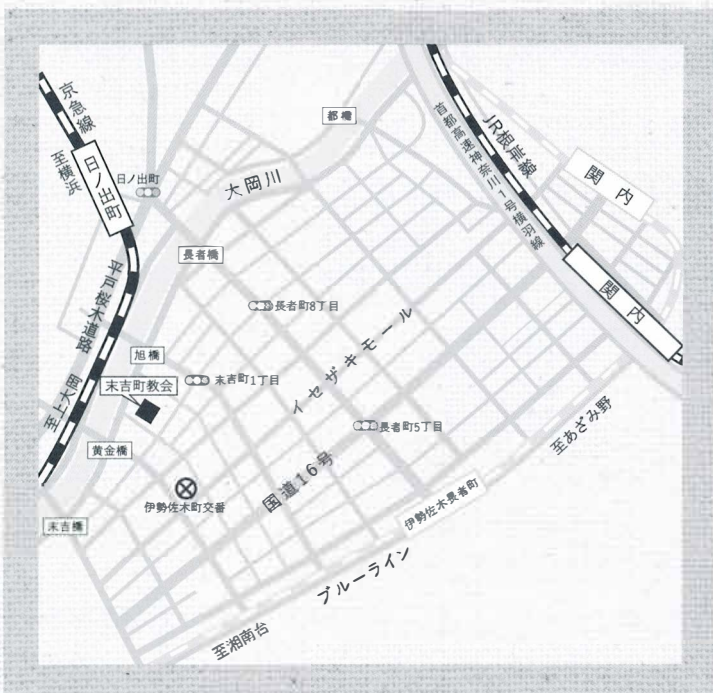 京急線
至横浜
日ノ出町
日ノ出町
都橋
大岡川
首都高速神奈川1号横羽線
JR根岸線
関内
関内
長者橋
平戸桜木道路
長者町8丁目
イセザキモール
旭橋
末吉町1丁目
末吉町教会
至上大岡
長者町5丁目
黄金橋
国道16号
至あざみ野
伊勢佐木町交番
伊勢佐木長者町
末吉橋
ブルーライン
至湘南台